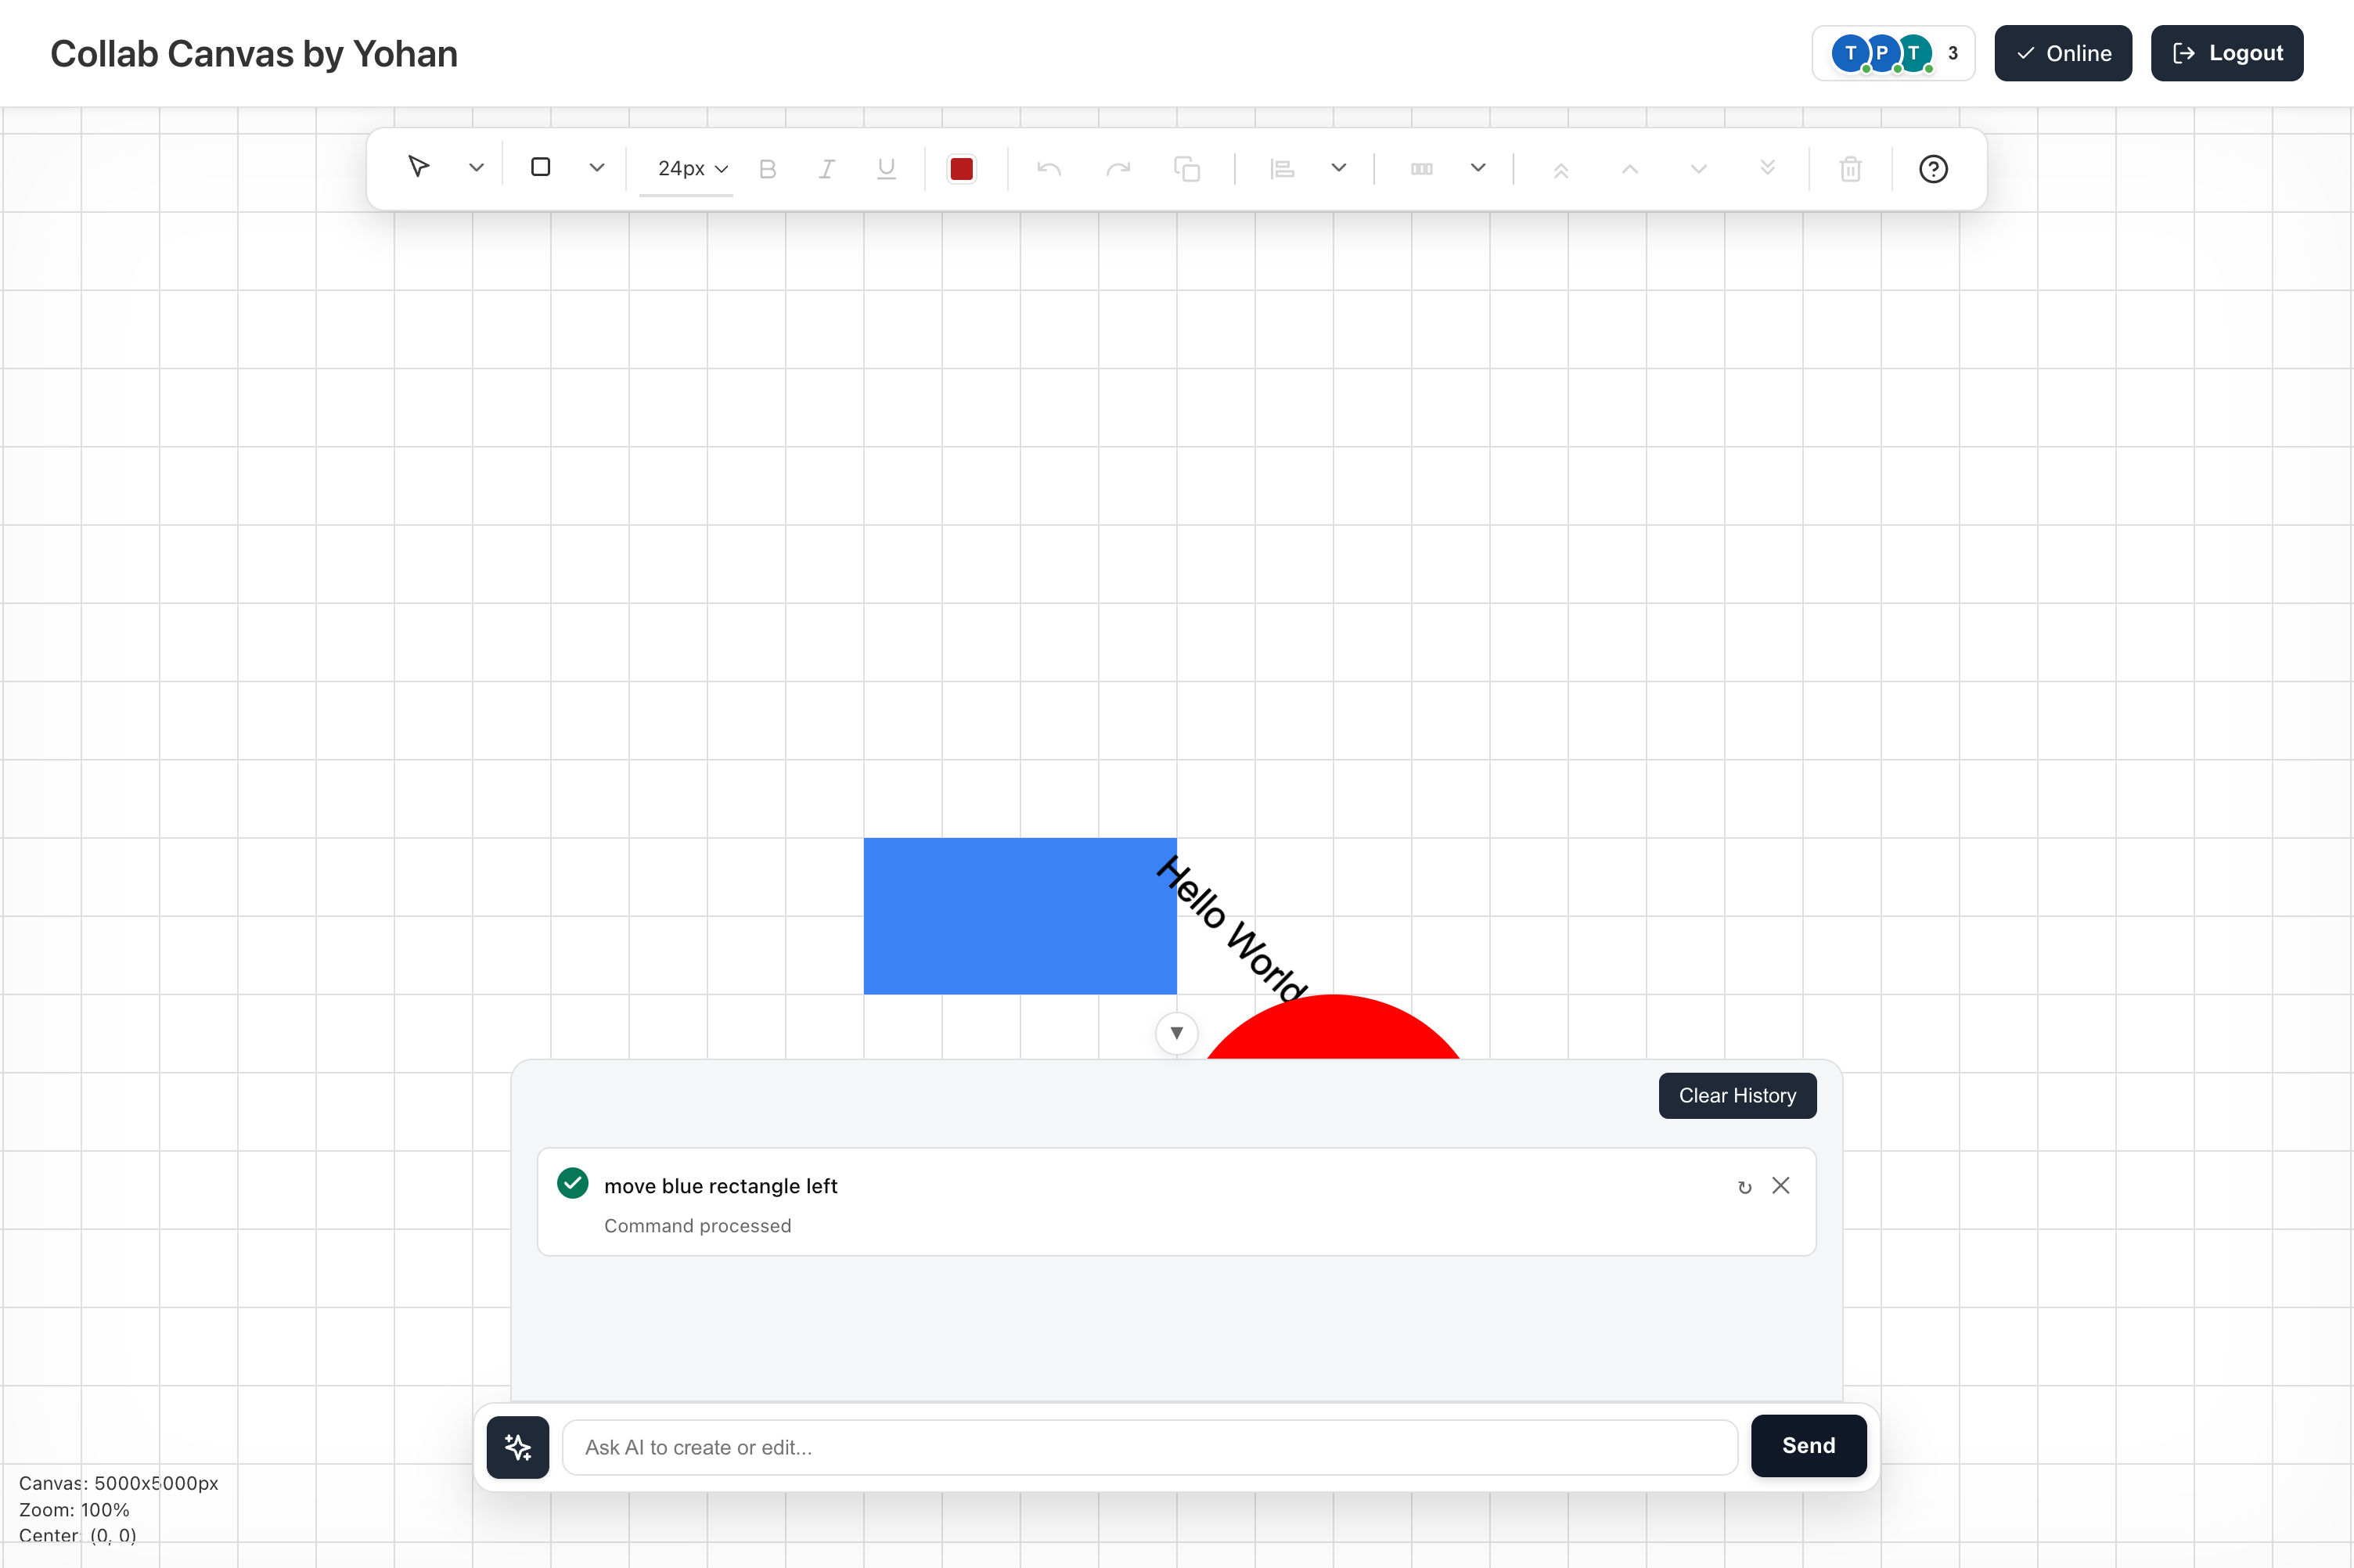 Collab Canvas by Yohan
T P T 3
Online
Logout
24px
Hello World
Clear History
move blue rectangle left
Command processed
Ask AI to create or edit...
Send
Canvas: 5000x5000px
Zoom: 100%
Center: (0, 0)